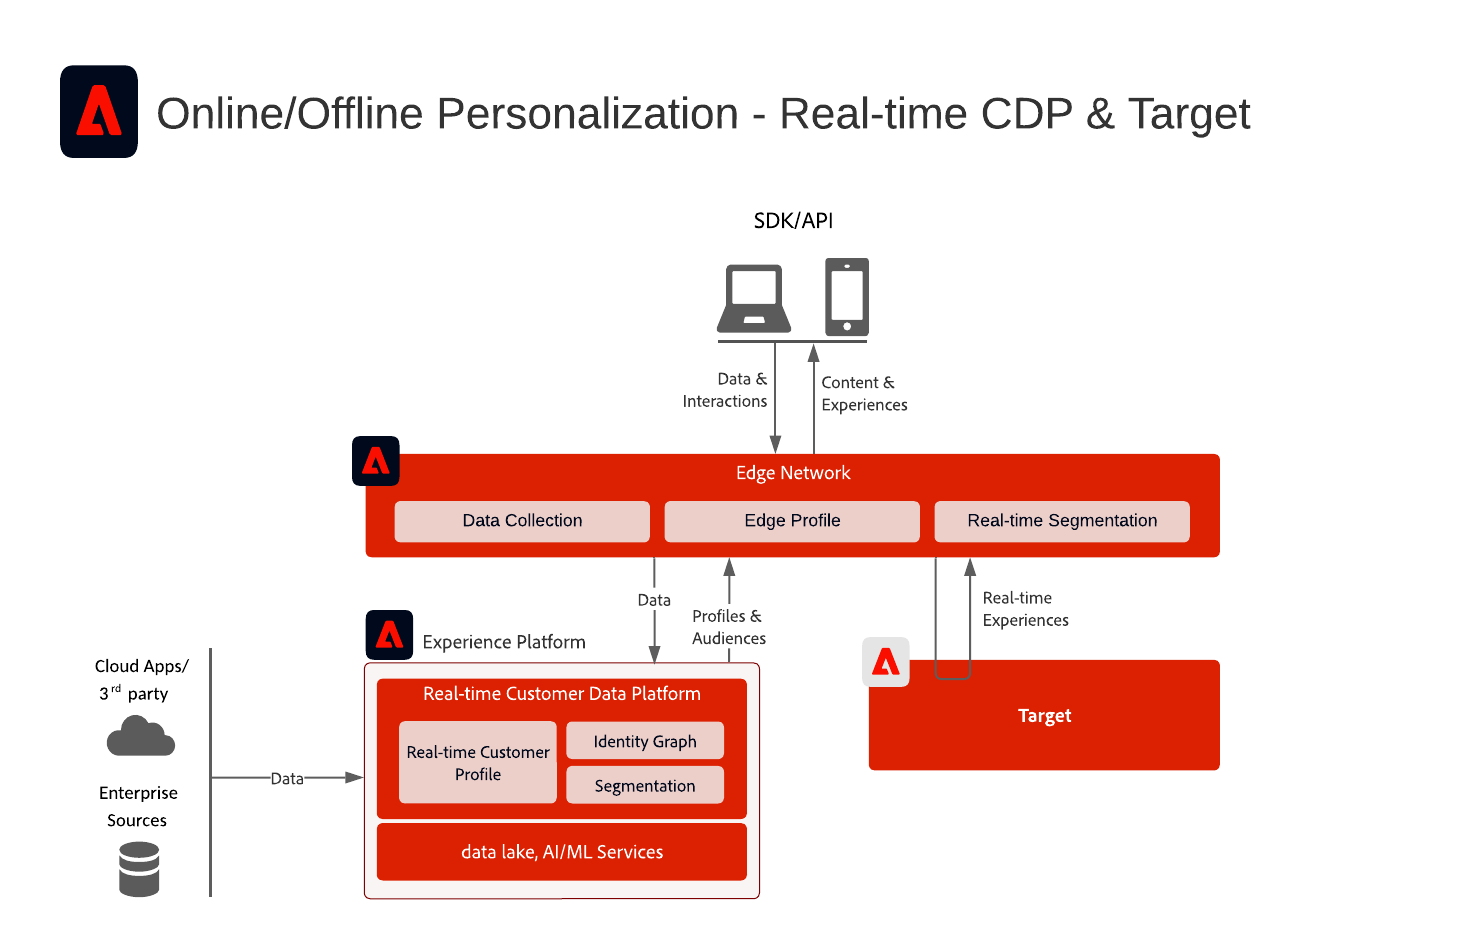 Online/Offline Personalization - Real-time CDP & Target
SDK/API
Data &
Interactions
Content &
Experiences
Edge Network
Data Collection
Edge Profile
Real-time Segmentation
Data
Profiles &
Audiences
Real-time
Experiences
Experience Platform
Cloud Apps/
3rd party
Enterprise
Sources
Data
Real-time Customer Data Platform
Real-time Customer
Profile
Identity Graph
Segmentation
data lake, AI/ML Services
Target